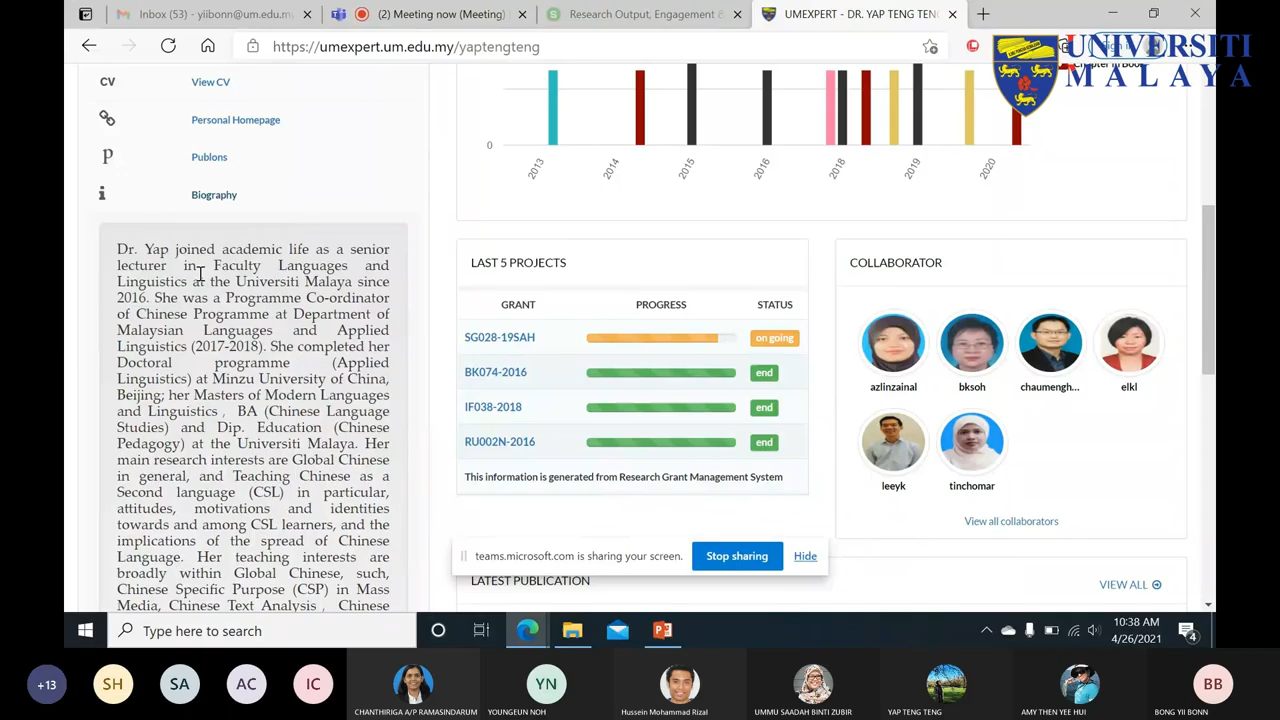 Inbox (53) - yiibonn@um.edu.m
(2) Meeting now (Meeting)
Research Output, Engagement &
UMEXPERT - DR. YAP TENG TEN
https://umexpert.um.edu.my/yaptengteng
UNIVERSITI
MALAYA
Chapter in Book
CV
View CV
Personal Homepage
p
Publons
Biography
Dr. Yap joined academic life as a senior
lecturer in Faculty Languages and
Linguistics at the Universiti Malaya since
2016. She was a Programme Co-ordinator
of Chinese Programme at Department of
Malaysian Languages and Applied
Linguistics (2017-2018). She completed her
Doctoral programme (Applied
Linguistics) at Minzu University of China,
Beijing; her Masters of Modern Languages
and Linguistics , BA (Chinese Language
Studies) and Dip. Education (Chinese
Pedagogy) at the Universiti Malaya. Her
main research interests are Global Chinese
in general, and Teaching Chinese as a
Second language (CSL) in particular,
attitudes, motivations and identities
towards and among CSL learners, and the
implications of the spread of Chinese
Language. Her teaching interests are
broadly within Global Chinese, such,
Chinese Specific Purpose (CSP) in Mass
Media, Chinese Text Analysis , Chinese
0
2013
2014
2015
2016
2018
2019
2020
LAST 5 PROJECTS
GRANT PROGRESS STATUS
SG028-19SAH on going
BK074-2016 end
IF038-2018 end
RU002N-2016 end
This information is generated from Research Grant Management System
COLLABORATOR
azlinzainal bksoh chaumengh... elkl
leeyk tinchomar
View all collaborators
teams.microsoft.com is sharing your screen. Stop sharing Hide
LATEST PUBLICATION
VIEW ALL
Type here to search
10:38 AM
4/26/2021
4
+13
SH
SA
AC
IC
CHANTHIRIGA A/P RAMASINDARUM
YN
YOUNGEUN NOH
Hussein Mohammad Rizal
UMMU SAADAH BINTI ZUBIR
YAP TENG TENG
AMY THEN YEE HUI
BB
BONG YII BONN